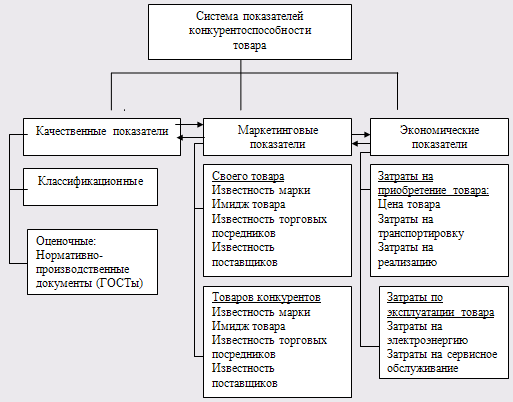 Система показателей
конкурентоспособности
товара
Качественные показатели
Маркетинговые
показатели
Экономические
показатели
Классификационные
Оценочные:
Нормативно-
производственные
документы (ГОСТы)
Своего товара
Известность марки
Имидж товара
Известность торговых
посредников
Известность
поставщиков
Товаров конкурентов
Известность марки
Имидж товара
Известность торговых
посредников
Известность
поставщиков
Затраты на
приобретение товара:
Цена товара
Затраты на
транспортировку
Затраты на
реализацию
Затраты по
эксплуатации товара
Затраты на
электроэнергию
Затраты на сервисное
обслуживание